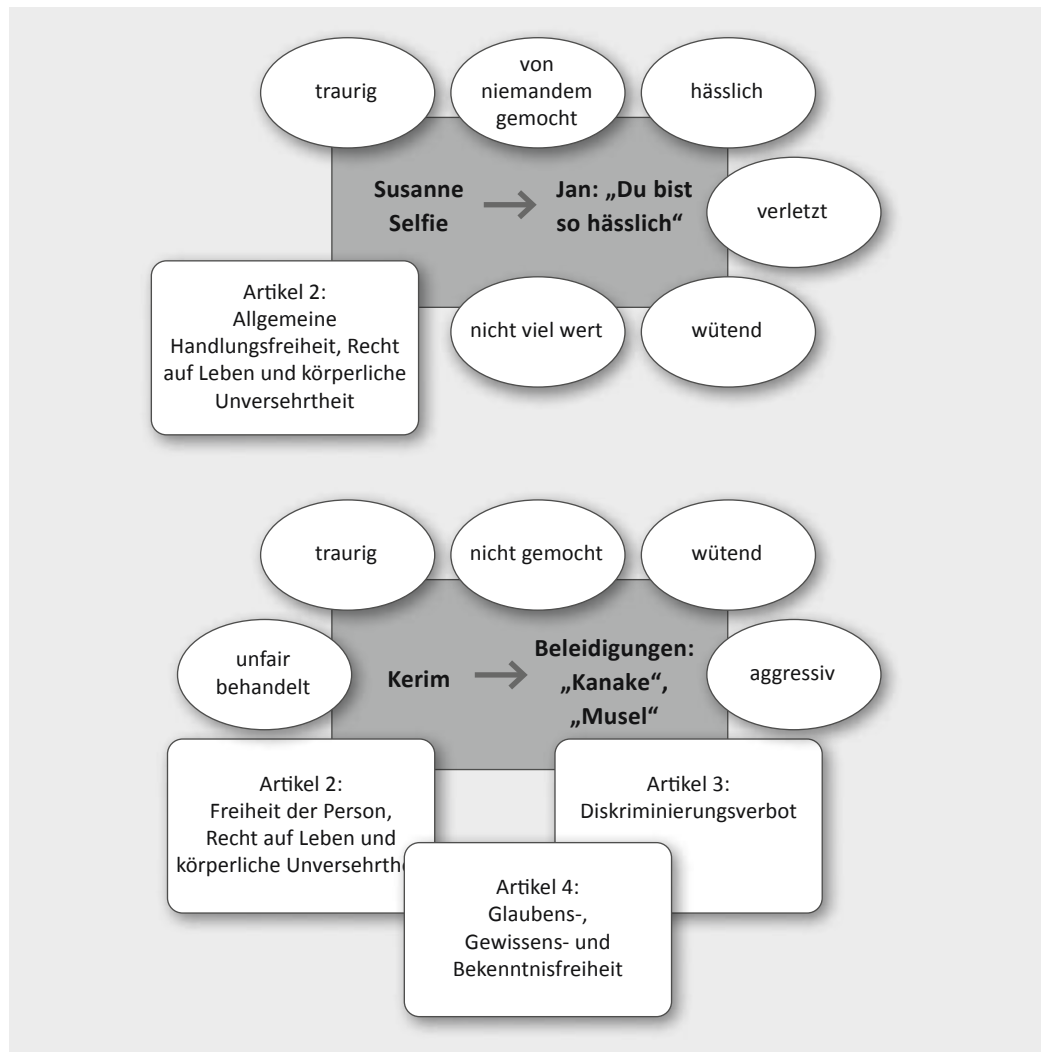 traurig
von
niemandem
gemocht
hässlich
Susanne
Selfie
Jan: „Du bist
so hässlich“
verletzt
Artikel 2:
Allgemeine
Handlungsfreiheit, Recht
auf Leben und körperliche
Unversehrtheit
nicht viel wert
wütend
traurig
nicht gemocht
wütend
unfair
behandelt
Kerim
Beleidigungen:
„Kanake“,
„Musel“
aggressiv
Artikel 2:
Freiheit der Person,
Recht auf Leben und
körperliche Unversehrthe
Artikel 3:
Diskriminierungsverbot
Artikel 4:
Glaubens-,
Gewissens- und
Bekenntnisfreiheit